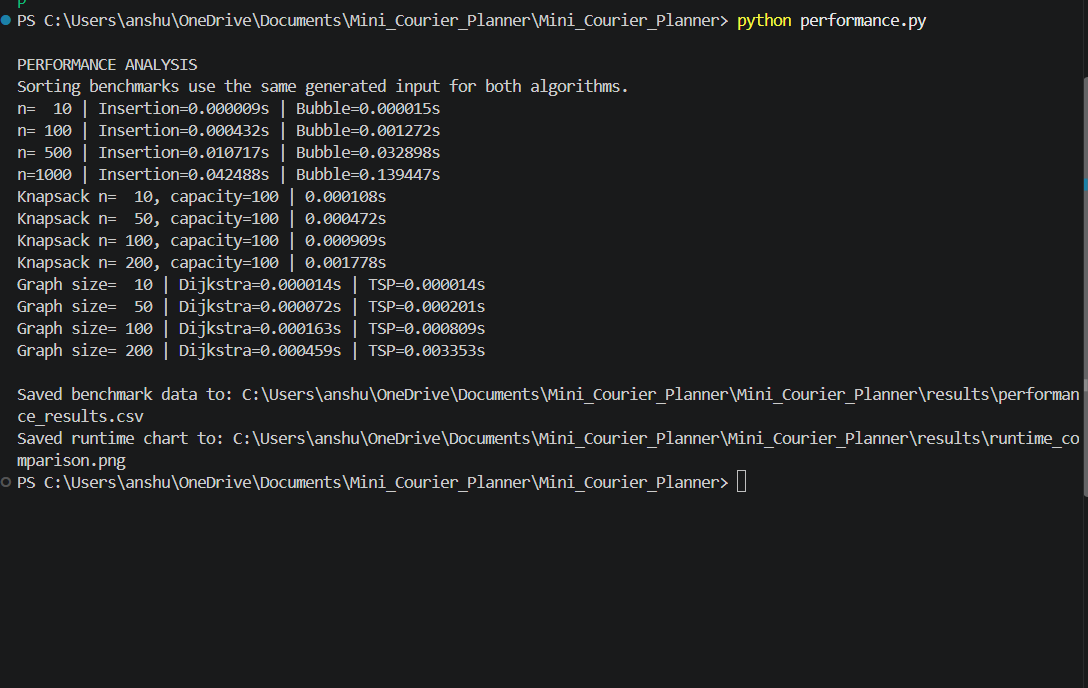 PS C:\Users\anshu\OneDrive\Documents\Mini_Courier_Planner\Mini_Courier_Planner> python performance.py
PERFORMANCE ANALYSIS
Sorting benchmarks use the same generated input for both algorithms.
n=  10 | Insertion=0.000009s | Bubble=0.000015s
n= 100 | Insertion=0.000432s | Bubble=0.001272s
n= 500 | Insertion=0.010717s | Bubble=0.032898s
n=1000 | Insertion=0.042488s | Bubble=0.139447s
Knapsack n=  10, capacity=100 | 0.000108s
Knapsack n=  50, capacity=100 | 0.000472s
Knapsack n= 100, capacity=100 | 0.000909s
Knapsack n= 200, capacity=100 | 0.001778s
Graph size=  10 | Dijkstra=0.000014s | TSP=0.000014s
Graph size=  50 | Dijkstra=0.000072s | TSP=0.000201s
Graph size= 100 | Dijkstra=0.000163s | TSP=0.000809s
Graph size= 200 | Dijkstra=0.000459s | TSP=0.003353s
Saved benchmark data to: C:\Users\anshu\OneDrive\Documents\Mini_Courier_Planner\Mini_Courier_Planner\results\performan
ce_results.csv
Saved runtime chart to: C:\Users\anshu\OneDrive\Documents\Mini_Courier_Planner\Mini_Courier_Planner\results\runtime_co
mparison.png
PS C:\Users\anshu\OneDrive\Documents\Mini_Courier_Planner\Mini_Courier_Planner>